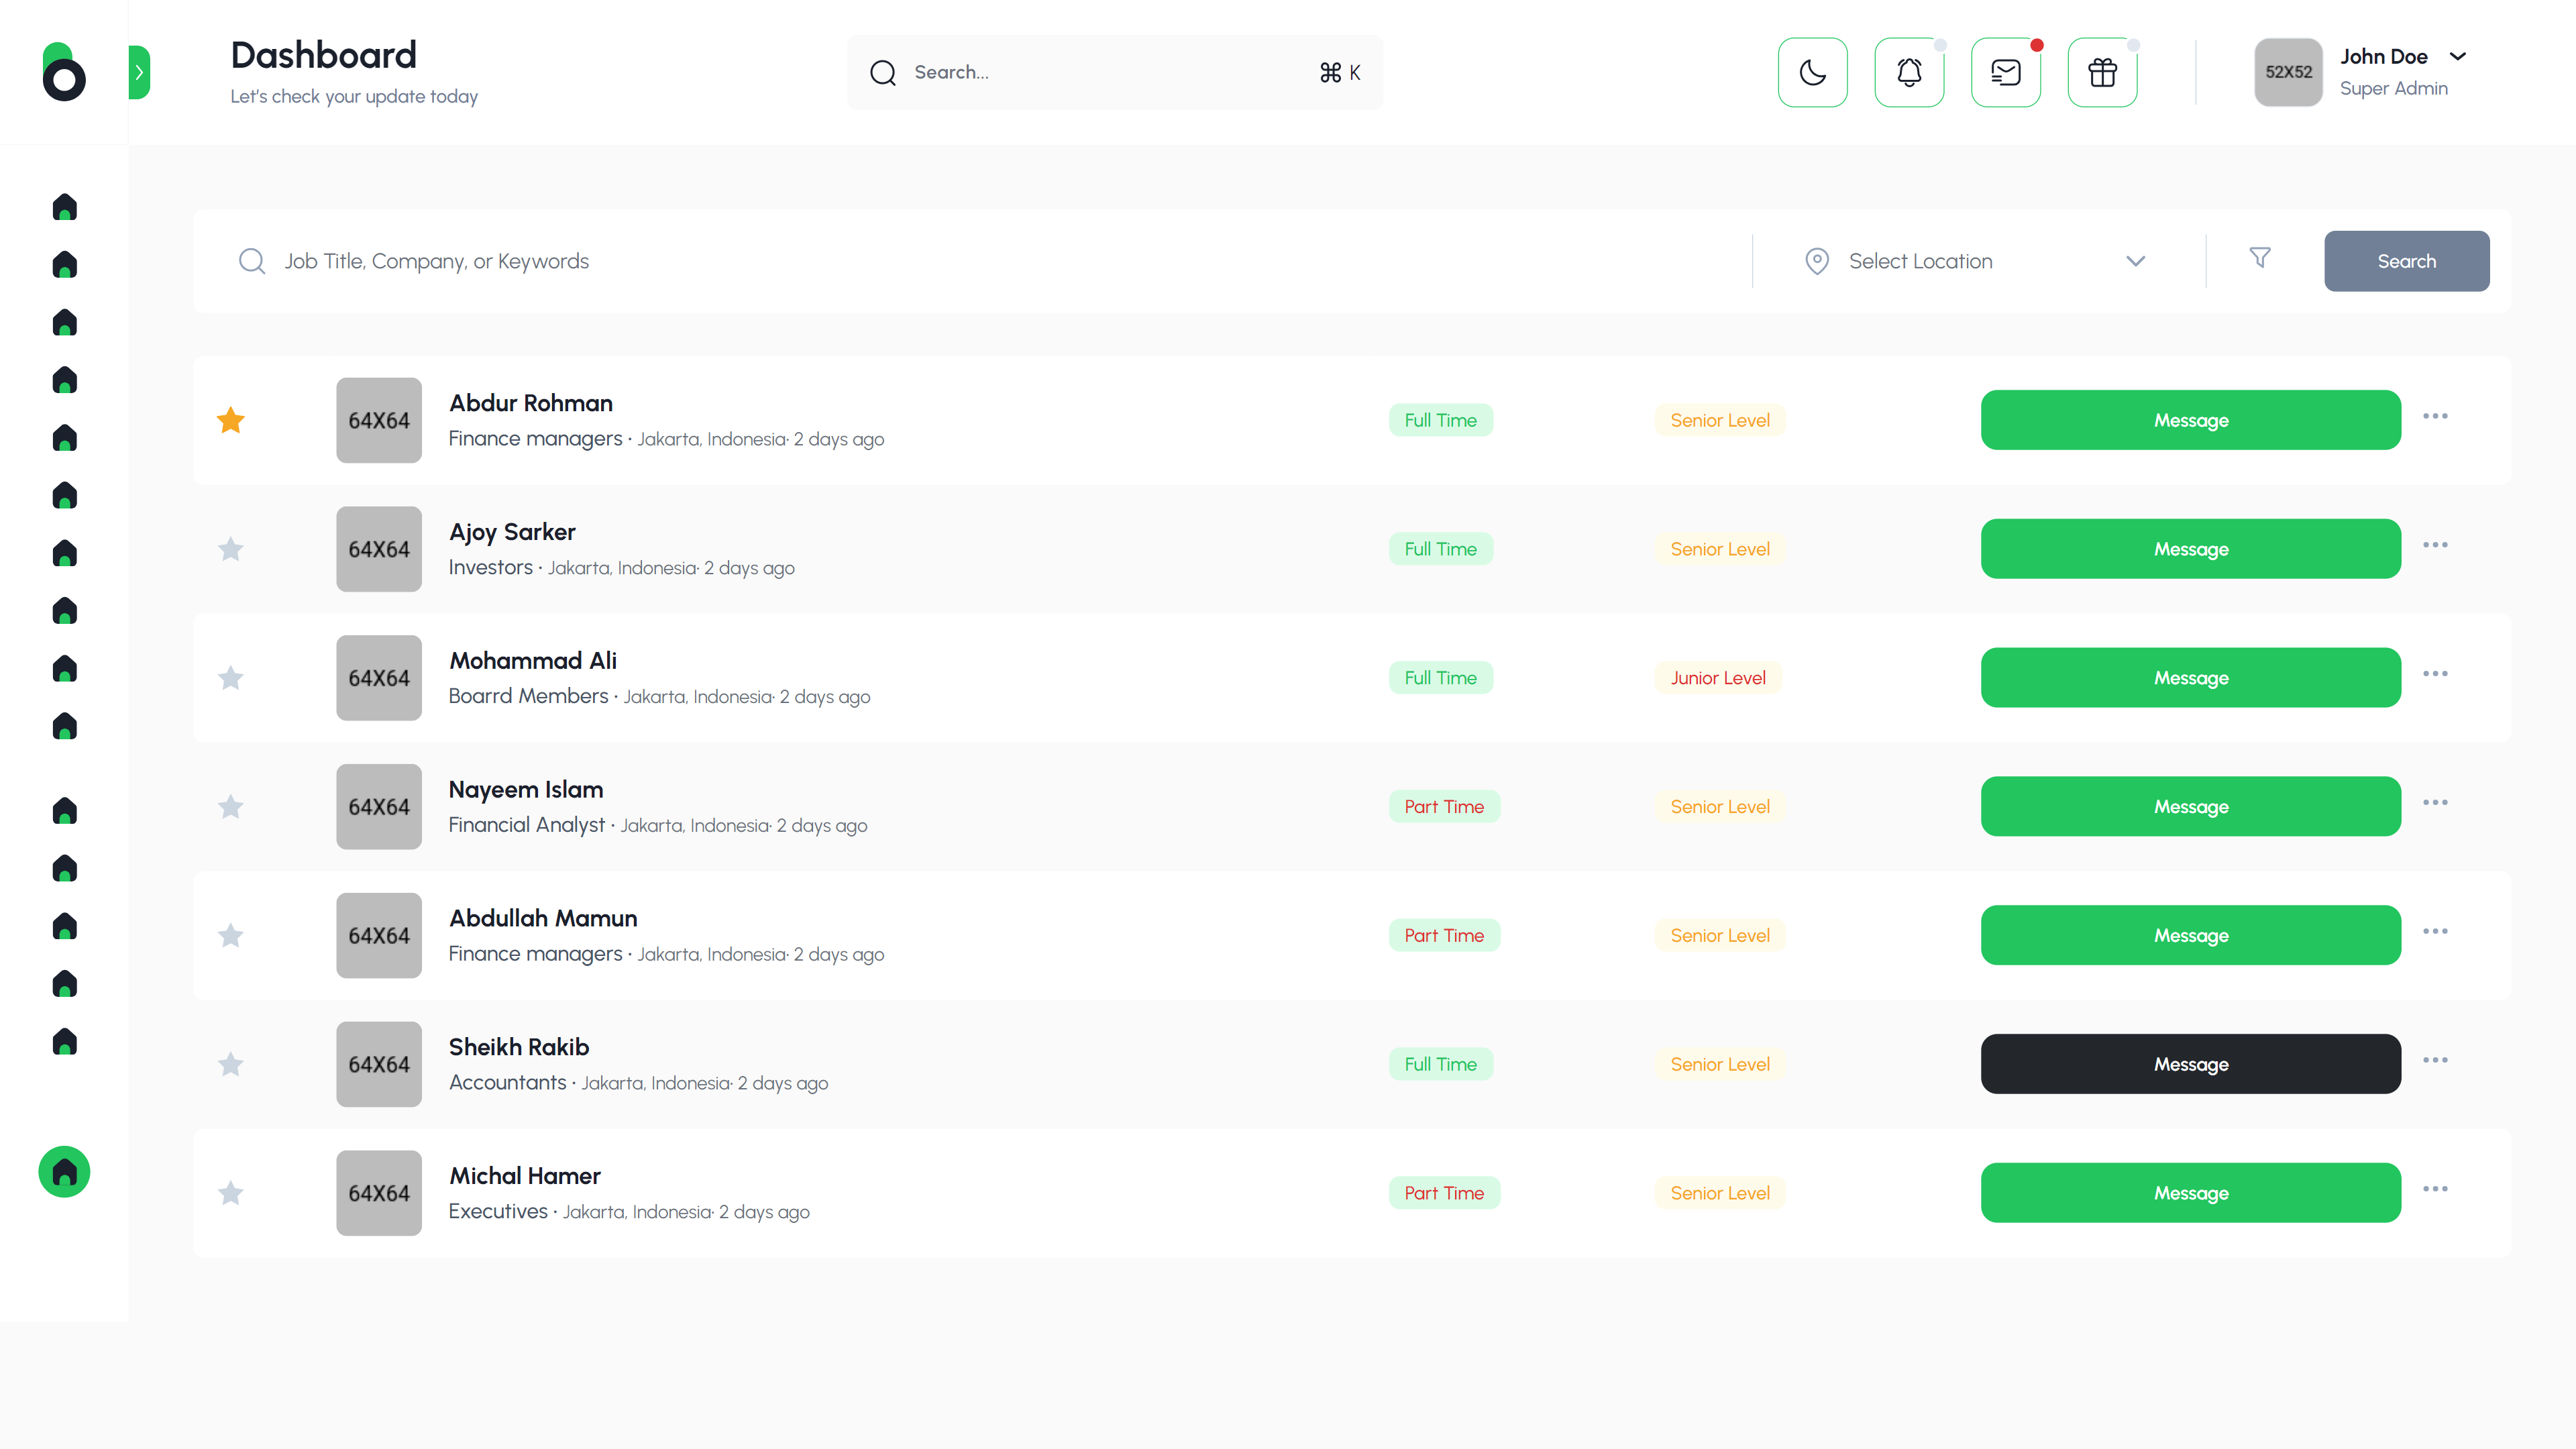 Dashboard
Let's check your update today
Search...
⌘ K
52X52
John Doe
Super Admin
Job Title, Company, or Keywords
Select Location
Search
64X64
Abdur Rohman
Finance managers · Jakarta, Indonesia· 2 days ago
Full Time
Senior Level
Message
64X64
Ajoy Sarker
Investors · Jakarta, Indonesia· 2 days ago
Full Time
Senior Level
Message
64X64
Mohammad Ali
Boarrd Members · Jakarta, Indonesia· 2 days ago
Full Time
Junior Level
Message
64X64
Nayeem Islam
Financial Analyst · Jakarta, Indonesia· 2 days ago
Part Time
Senior Level
Message
64X64
Abdullah Mamun
Finance managers · Jakarta, Indonesia· 2 days ago
Part Time
Senior Level
Message
64X64
Sheikh Rakib
Accountants · Jakarta, Indonesia· 2 days ago
Full Time
Senior Level
Message
64X64
Michal Hamer
Executives · Jakarta, Indonesia· 2 days ago
Part Time
Senior Level
Message